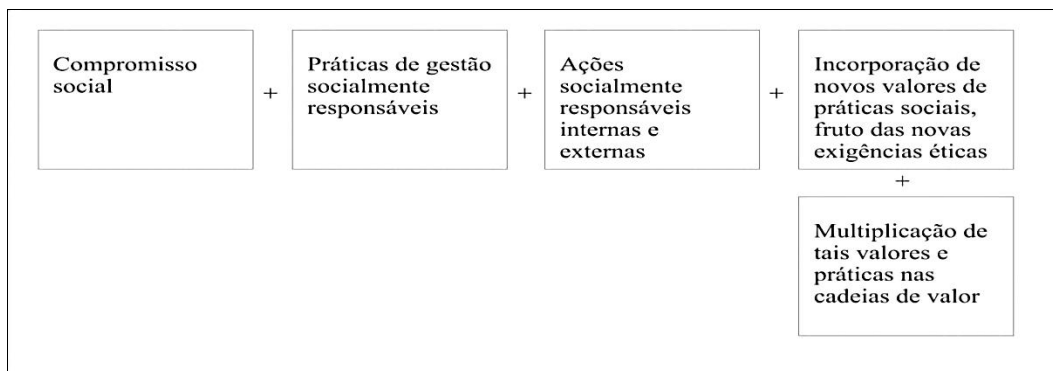 Compromisso
social
+
Práticas de gestão
socialmente
responsáveis
+
Ações
socialmente
responsáveis
internas e
externas
+
Incorporação de
novos valores de
práticas sociais,
fruto das novas
exigências éticas
+
Multiplicação de
tais valores e
práticas nas
cadeias de valor